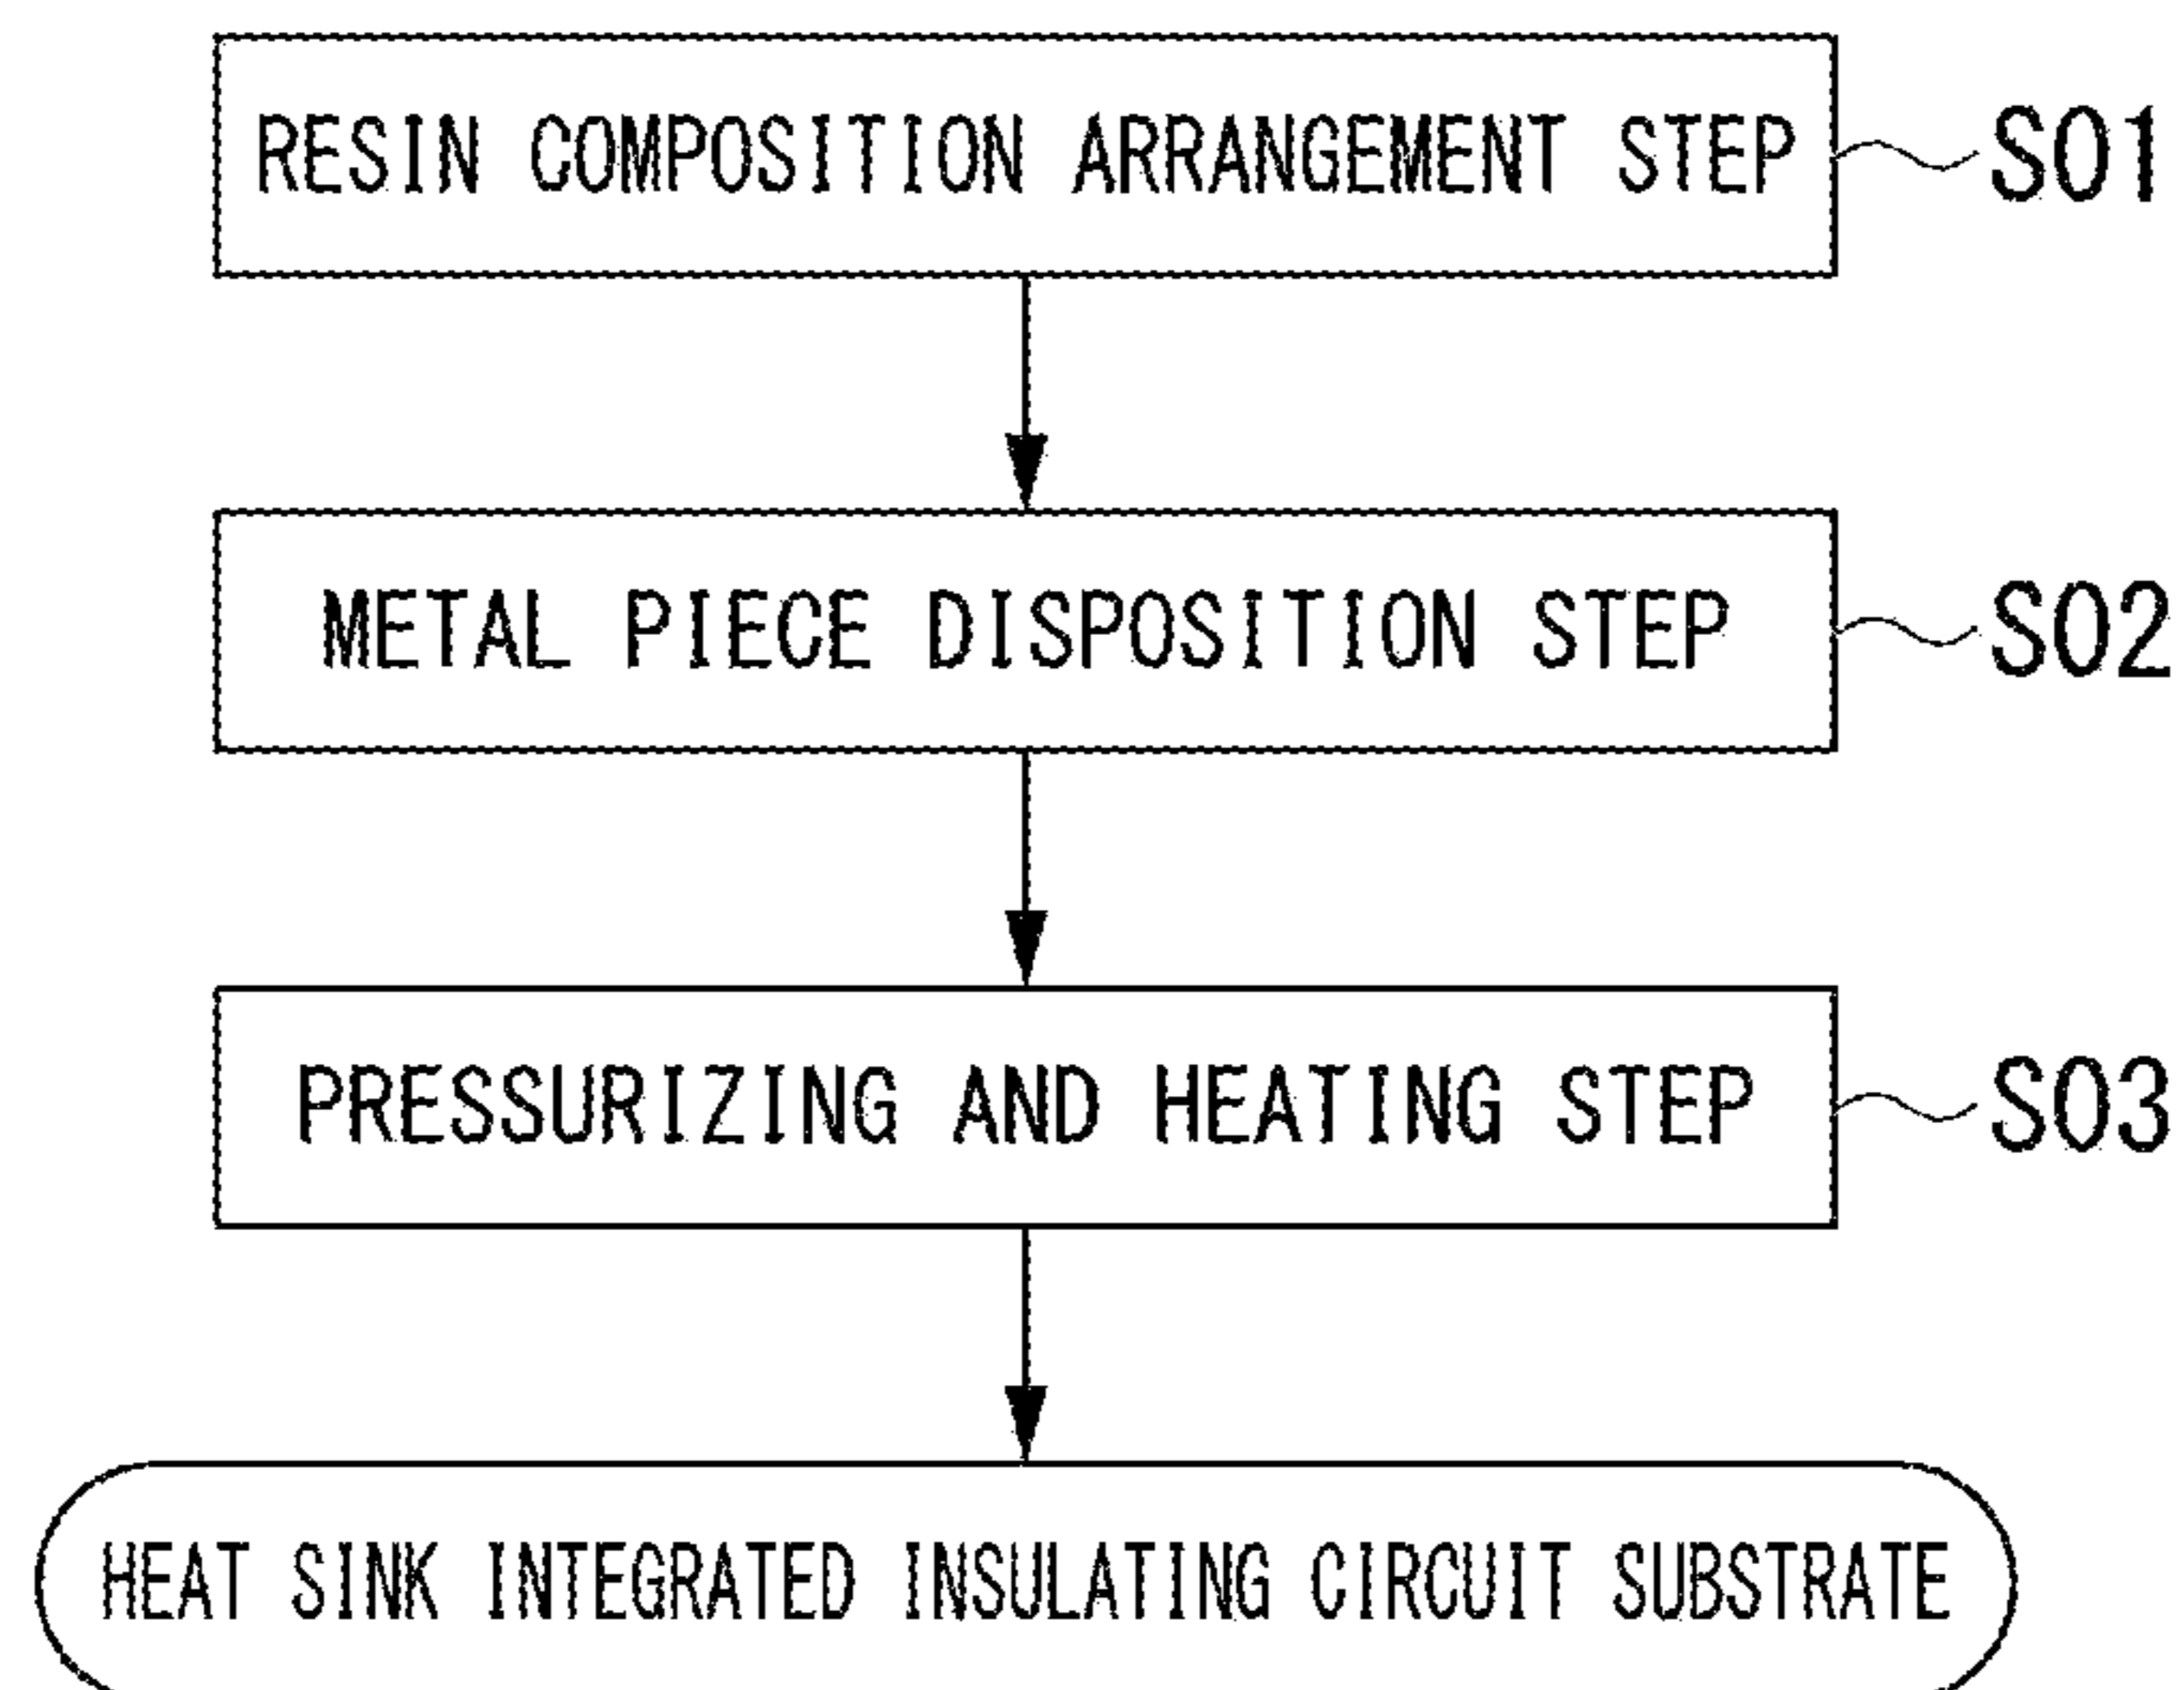 RESIN COMPOSITION ARRANGEMENT STEP S01
METAL PIECE DISPOSITION STEP S02
PRESSURIZING AND HEATING STEP S03
HEAT SINK INTEGRATED INSULATING CIRCUIT SUBSTRATE